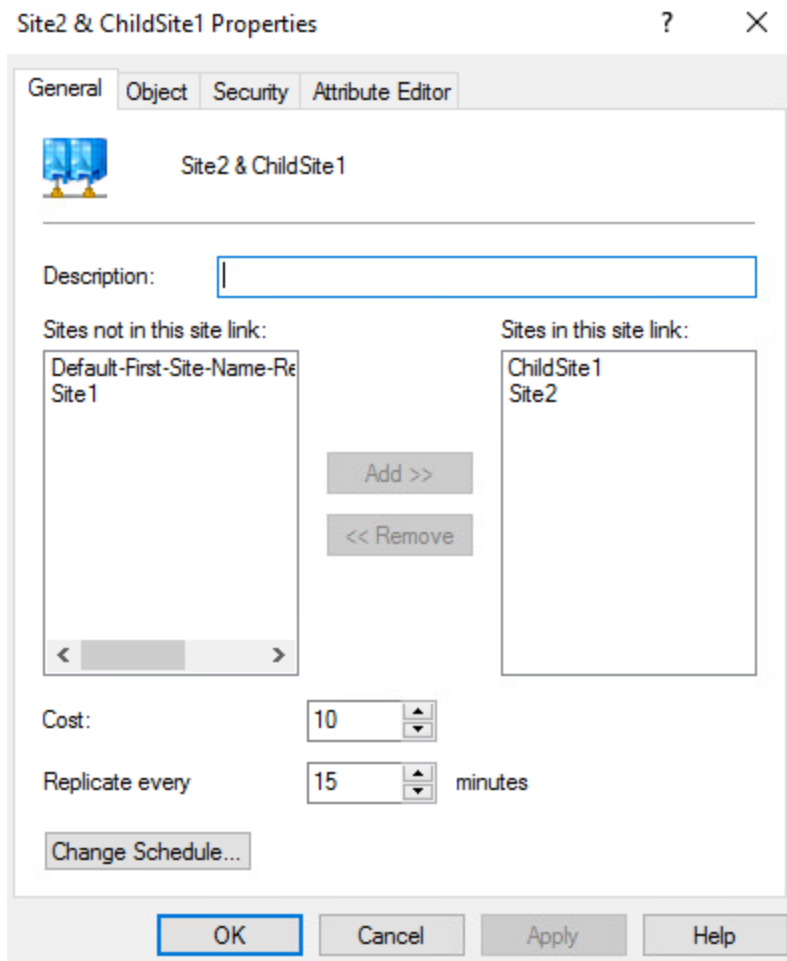 Site2 & ChildSite1 Properties ? ×
General Object Security Attribute Editor
Site2 & ChildSite1
Description:
Sites not in this site link:
Default-First-Site-Name-Re
Site1
Add >>
<< Remove
Sites in this site link:
ChildSite1
Site2
Cost: 10
Replicate every 15 minutes
Change Schedule...
OK Cancel Apply Help